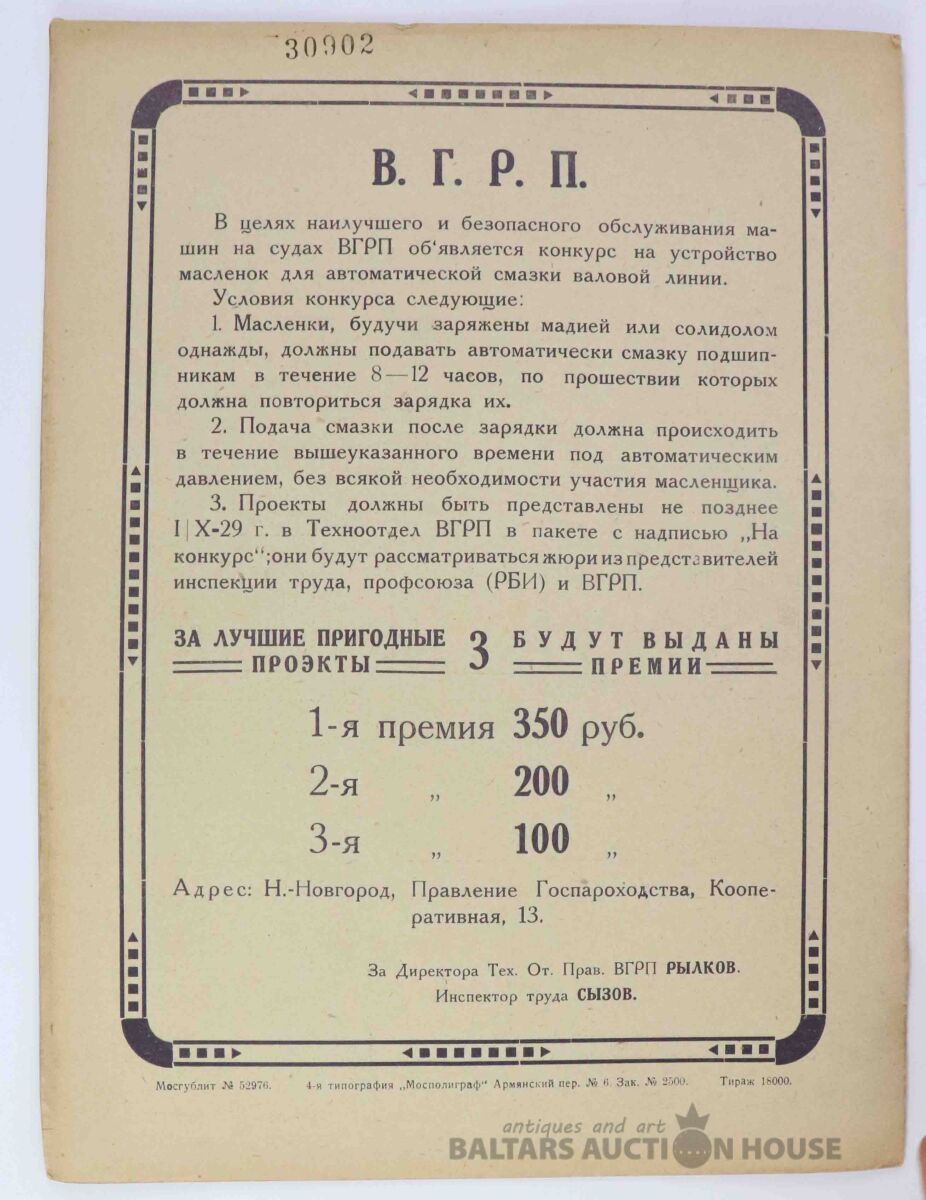 30902
В. Г. Р. П.
В целях наилучшего и безопасного обслуживания ма-
шин на судах ВГРП об‘является конкурс на устройство
масленок для автоматической смазки валовой линии.
Условия конкурса следующие:
1. Масленки, будучи заряжены мадией или солидолом
однажды, должны подавать автоматически смазку подшип-
никам в течение 8—12 часов, по прошествии которых
должна повториться зарядка их.
2. Подача смазки после зарядки должна происходить
в течение вышеуказанного времени под автоматическим
давлением, без всякой необходимости участия масленщика.
3. Проекты должны быть представлены не позднее
I|X-29 г. в Техноотдел ВГРП в пакете с надписью „На
конкурс“;они будут рассматриваться жюри из представителей
инспекции труда, профсоюза (РБИ) и ВГРП.
ЗА ЛУЧШИЕ ПРИГОДНЫЕ ПРОЭКТЫ 3 БУДУТ ВЫДАНЫ ПРЕМИИ
1-я премия 350 руб.
2-я „ 200 „
3-я „ 100 „
Адрес: Н.-Новгород, Правление Госпароходства, Коопе-
ративная, 13.
За Директора Тех. От. Прав. ВГРП РЫЛКОВ.
Инспектор труда СЫЗОВ.
Мосгублит № 52976. 4-я типография „Мосполиграф“ Армянский пер. № 6. Зак. № 2500. Тираж 18000.
antiques and art
BALTARS AUCTION HOUSE